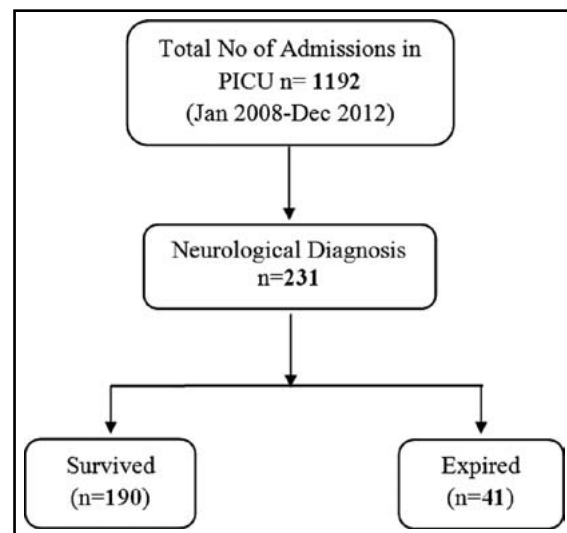 Total No of Admissions in
PICU n= 1192
(Jan 2008-Dec 2012)
Neurological Diagnosis
n=231
Survived
(n=190)
Expired
(n=41)